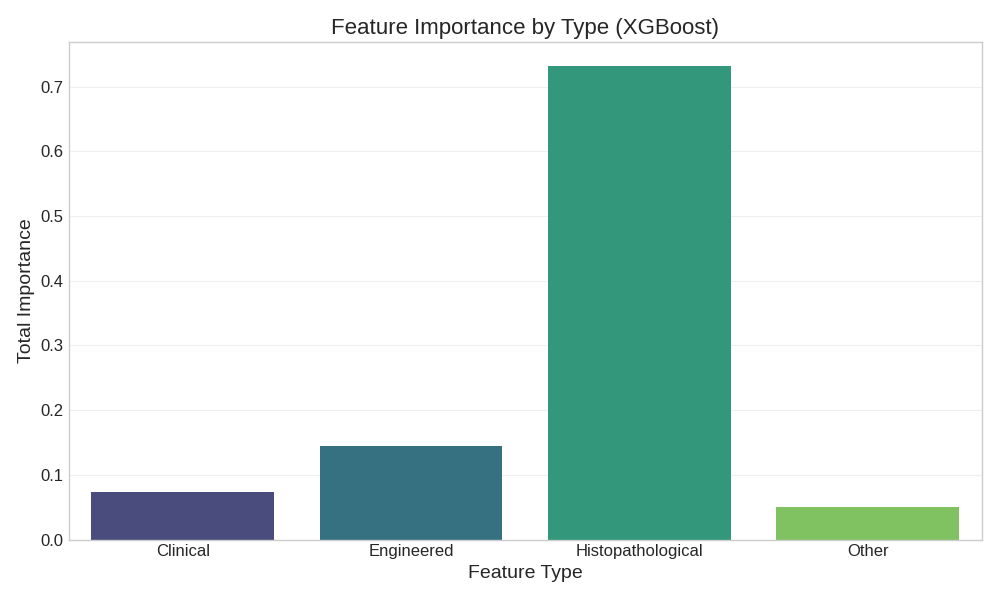 Feature Importance by Type (XGBoost)
Total Importance
0.7
0.6
0.5
0.4
0.3
0.2
0.1
0.0
Clinical
Engineered
Histopathological
Other
Feature Type